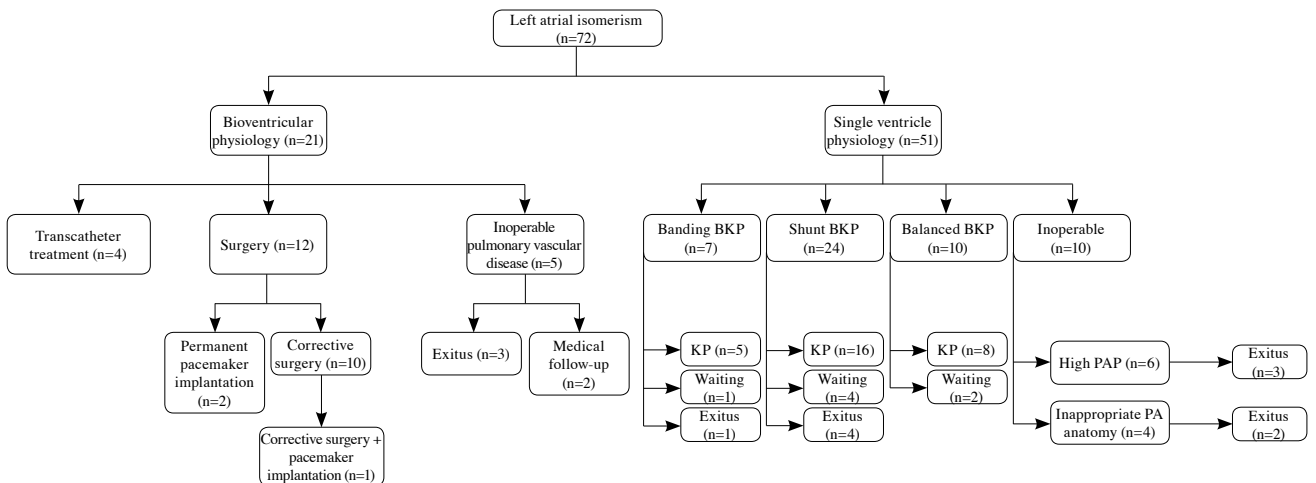 Left atrial isomerism
(n=72)
Bioventricular
physiology (n=21)
Single ventricle
physiology (n=51)
Transcatheter
treatment (n=4)
Surgery (n=12)
Inoperable
pulmonary vascular
disease (n=5)
Banding BKP
(n=7)
Shunt BKP
(n=24)
Balanced BKP
(n=10)
Inoperable
(n=10)
Permanent
pacemaker
implantation
(n=2)
Corrective
surgery (n=10)
Exitus (n=3)
Medical
follow-up
(n=2)
KP (n=5)
Waiting
(n=1)
Exitus
(n=1)
KP (n=16)
Waiting
(n=4)
Exitus
(n=4)
KP (n=8)
Waiting
(n=2)
High PAP (n=6)
Exitus
(n=3)
Inappropriate PA
anatomy (n=4)
Exitus
(n=2)
Corrective surgery +
pacemaker
implantation (n=1)